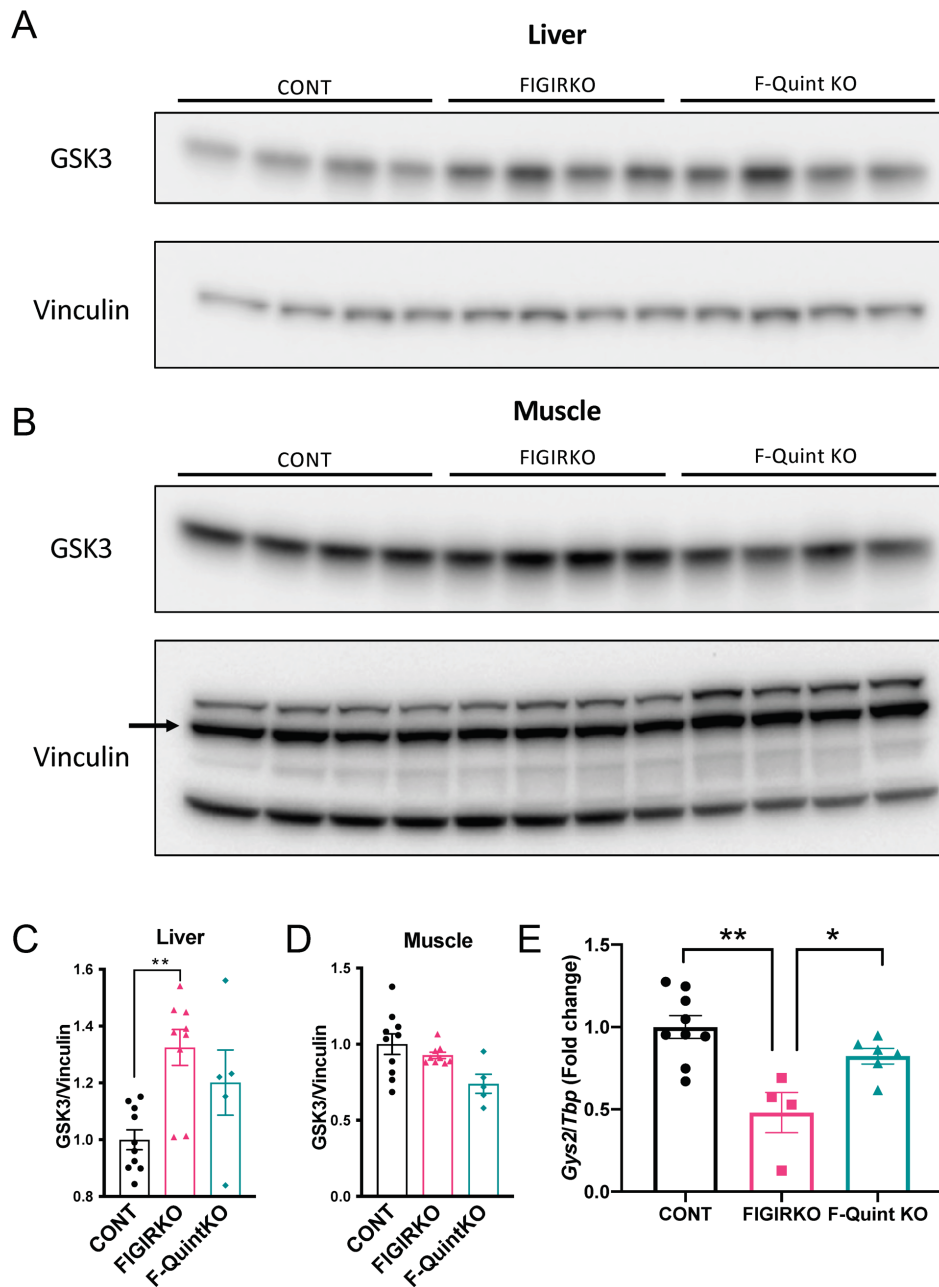 A
Liver
CONT FIGIRKO F-Quint KO
GSK3
Vinculin
B
Muscle
CONT FIGIRKO F-Quint KO
GSK3
Vinculin
C
Liver
**
GSK3/Vinculin
1.6
1.4
1.2
1.0
0.8
CONT
FIGIRKO
F-QuintKO
D
Muscle
GSK3/Vinculin
1.5
1.0
0.5
0.0
CONT
FIGIRKO
F-QuintKO
E
** *
Gys2/Tbp (Fold change)
1.5
1.0
0.5
0.0
CONT FIGIRKO F-Quint KO